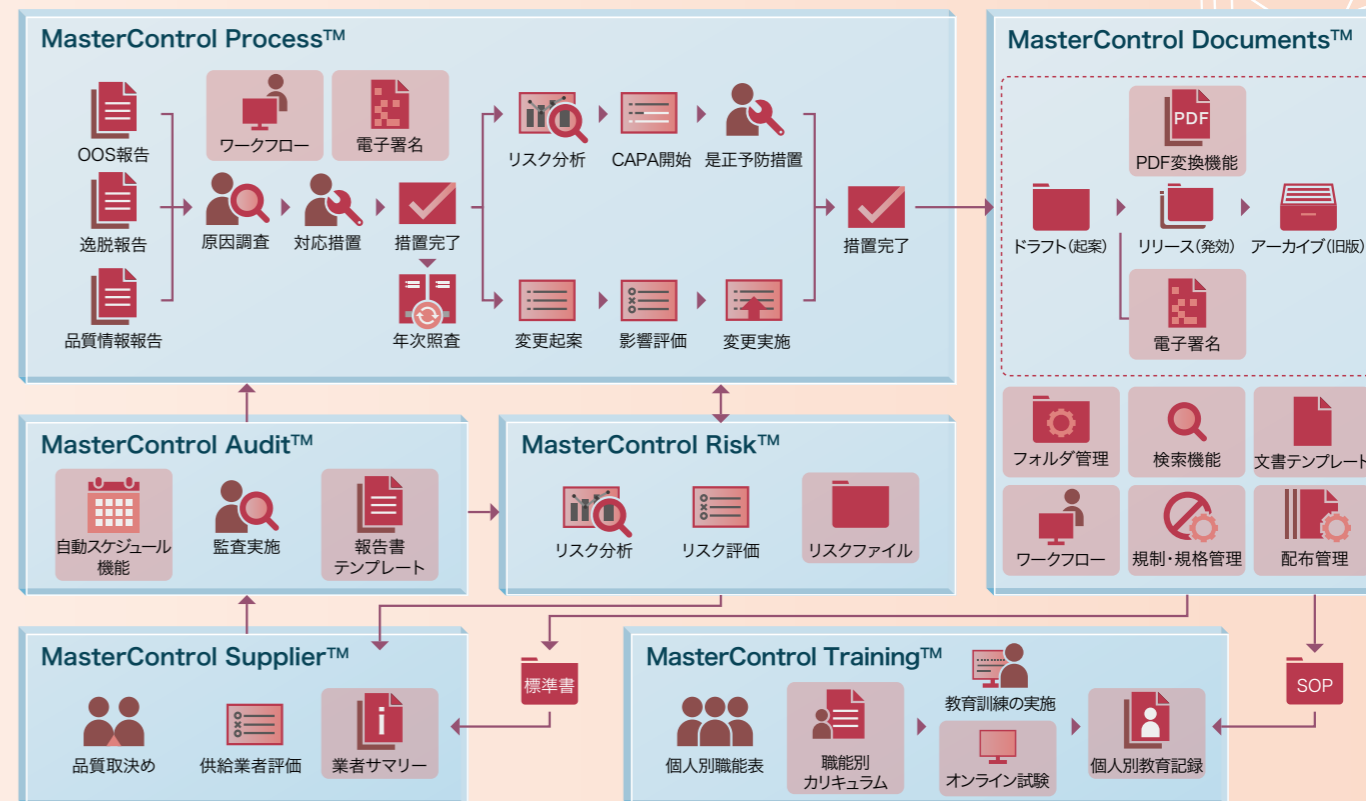 MasterControl Process™
OOS報告
逸脱報告
品質情報報告
ワークフロー
電子署名
原因調査
対応措置
措置完了
年次照査
リスク分析
CAPA開始
是正予防措置
変更起案
影響評価
変更実施
措置完了
MasterControl Documents™
PDF
PDF変換機能
ドラフト(起案)
リリース(発効)
アーカイブ(旧版)
電子署名
フォルダ管理
検索機能
文書テンプレート
ワークフロー
規制・規格管理
配布管理
MasterControl Audit™
自動スケジュール
機能
監査実施
報告書
テンプレート
MasterControl Risk™
リスク分析
リスク評価
リスクファイル
MasterControl Supplier™
品質取決め
供給業者評価
i
業者サマリー
標準書
MasterControl Training™
個人別職能表
職能別
カリキュラム
教育訓練の実施
オンライン試験
個人別教育記録
SOP